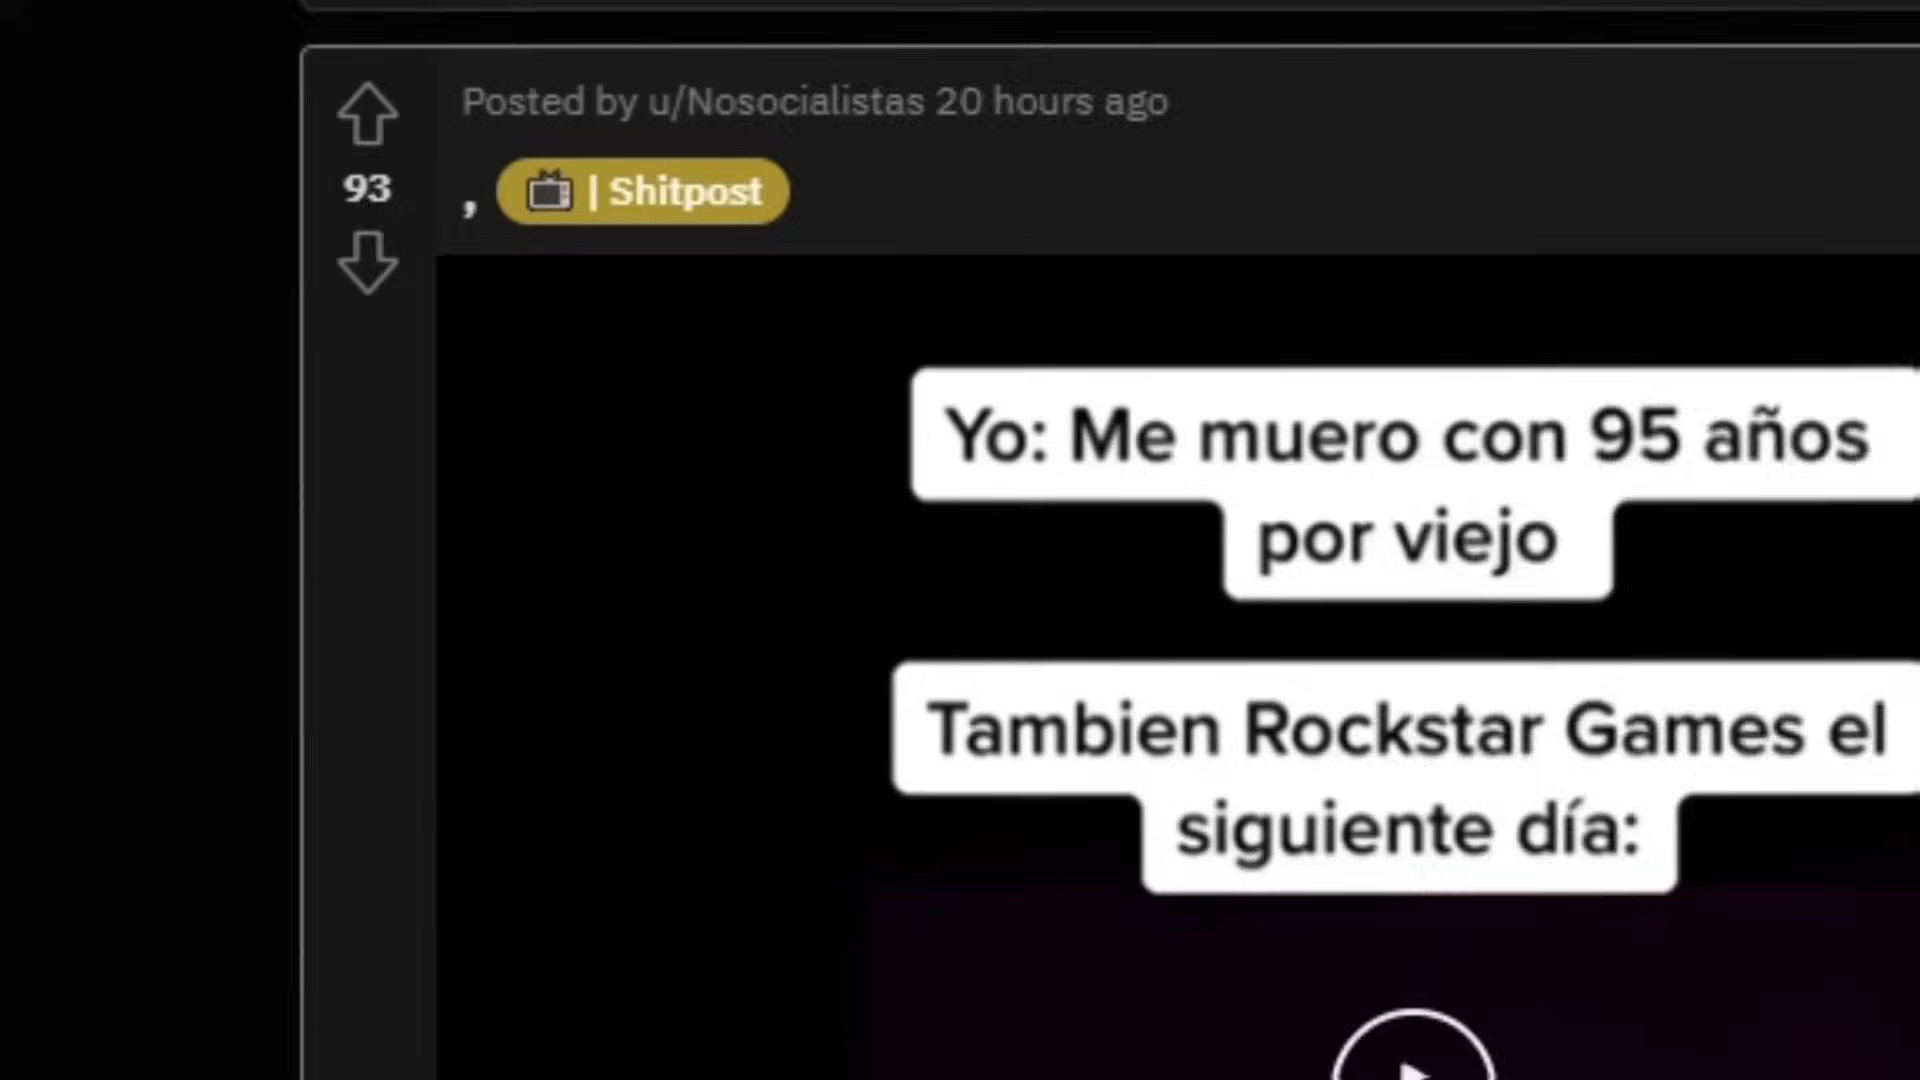 Posted by u/Nosocialistas 20 hours ago
93
, | Shitpost
Yo: Me muero con 95 años
por viejo
Tambien Rockstar Games el
siguiente día: